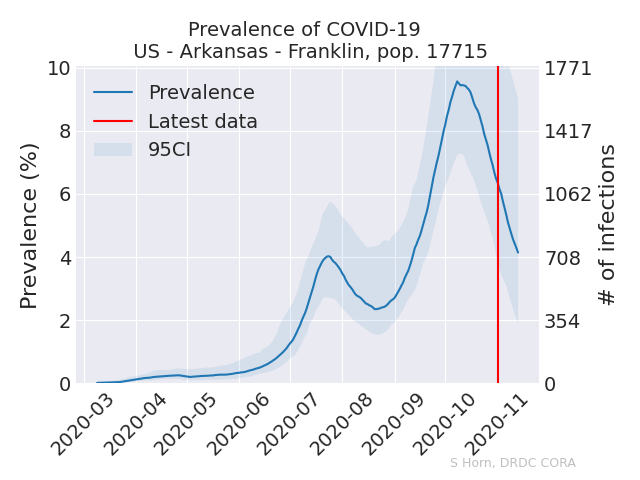 Prevalence of COVID-19
US - Arkansas - Franklin, pop. 17715
Prevalence
Latest data
95CI
Prevalence (%)
10
8
6
4
2
0
1771
1417
1062
708
354
0
# of infections
2020-03
2020-04
2020-05
2020-06
2020-07
2020-08
2020-09
2020-10
2020-11
S Horn, DRDC CORA